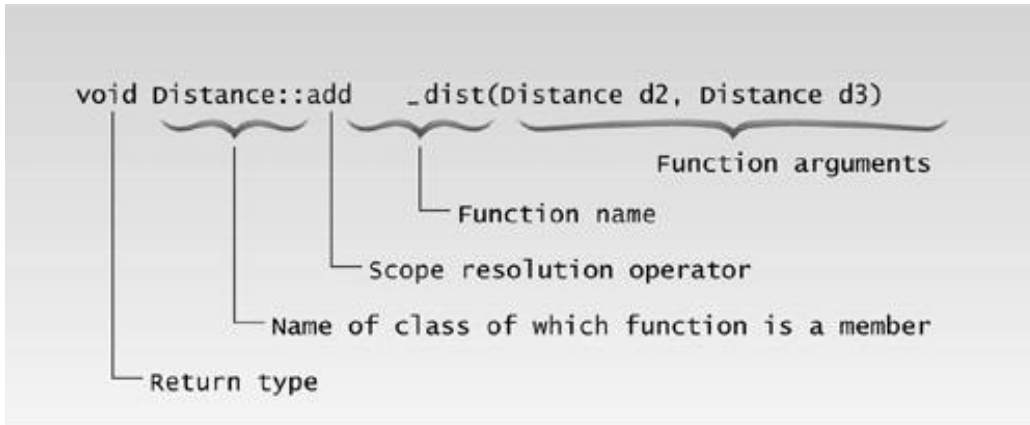 void Distance::add _dist(Distance d2, Distance d3)
Function arguments
Function name
Scope resolution operator
Name of class of which function is a member
Return type